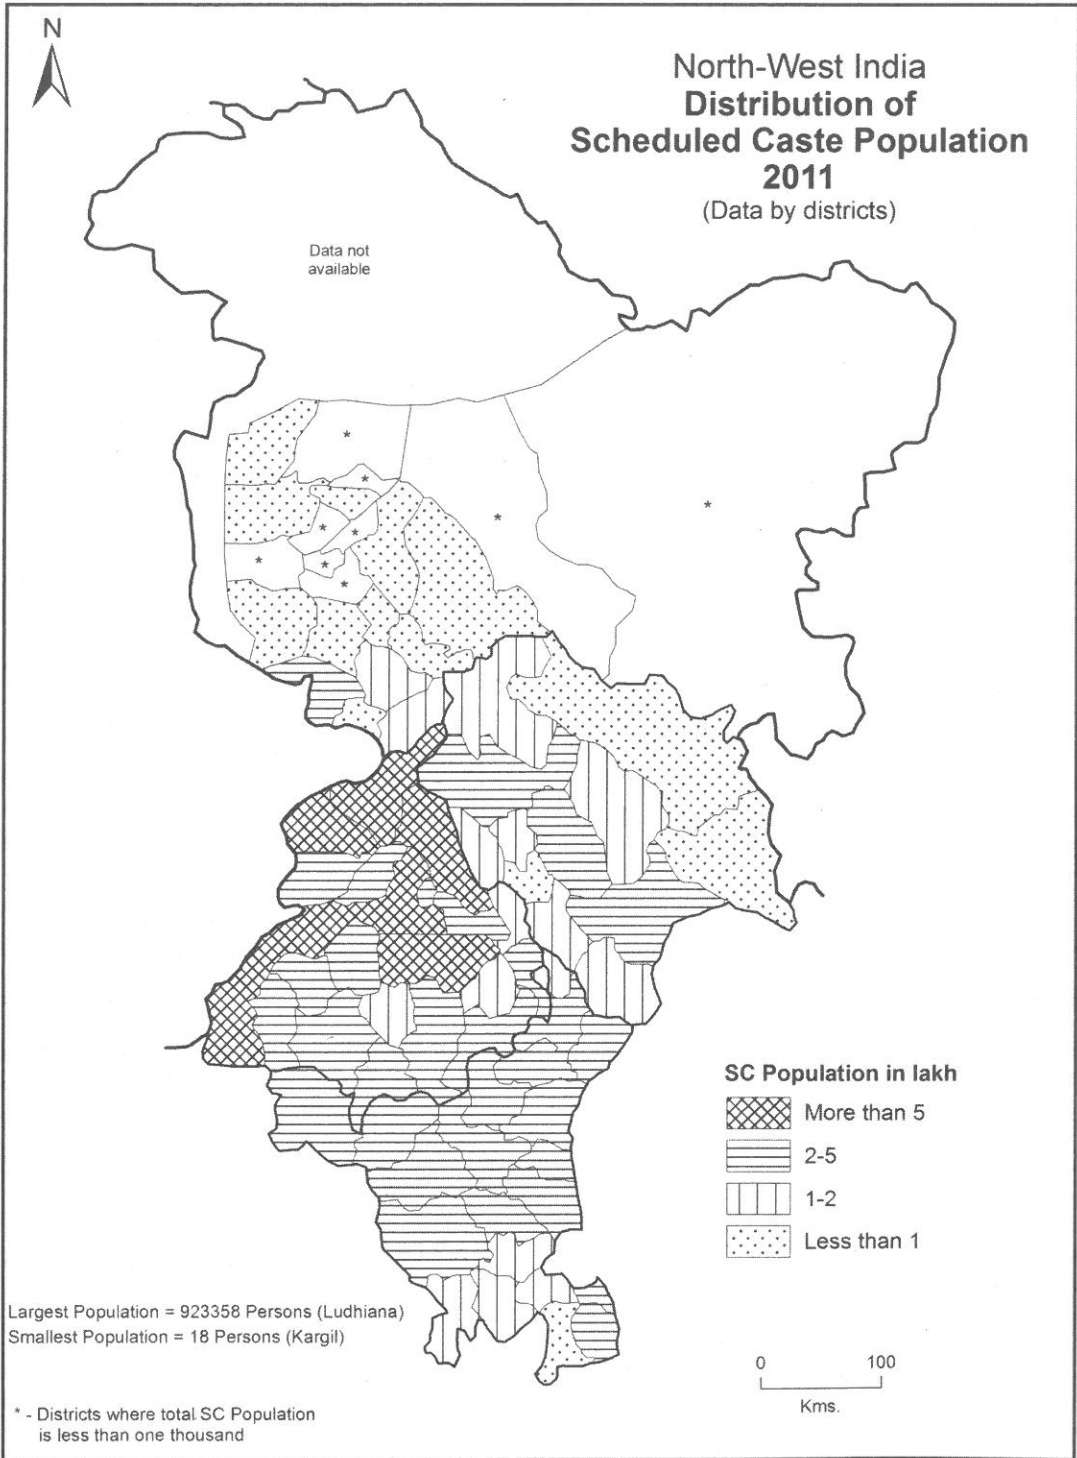 N
North-West India
Distribution of
Scheduled Caste Population
2011
(Data by districts)
Data not
available
*
*
*
*
*
*
*
*
*
SC Population in lakh
More than 5
2-5
1-2
Less than 1
Largest Population = 923358 Persons (Ludhiana)
Smallest Population = 18 Persons (Kargil)
0 100
Kms.
* - Districts where total SC Population
is less than one thousand